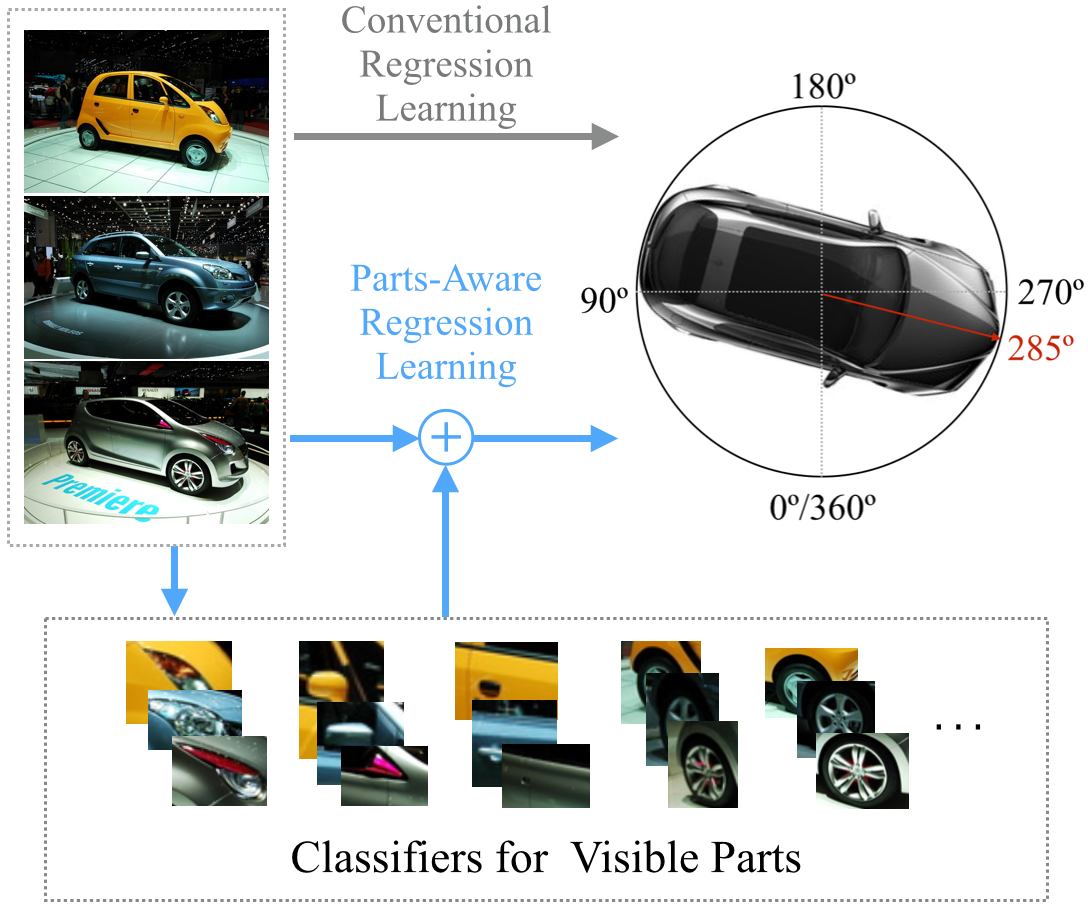 Conventional
Regression
Learning
180º
Parts-Aware
Regression
Learning
90º
270º
285º
0º/360º
Premiere
. . .
Classifiers for Visible Parts